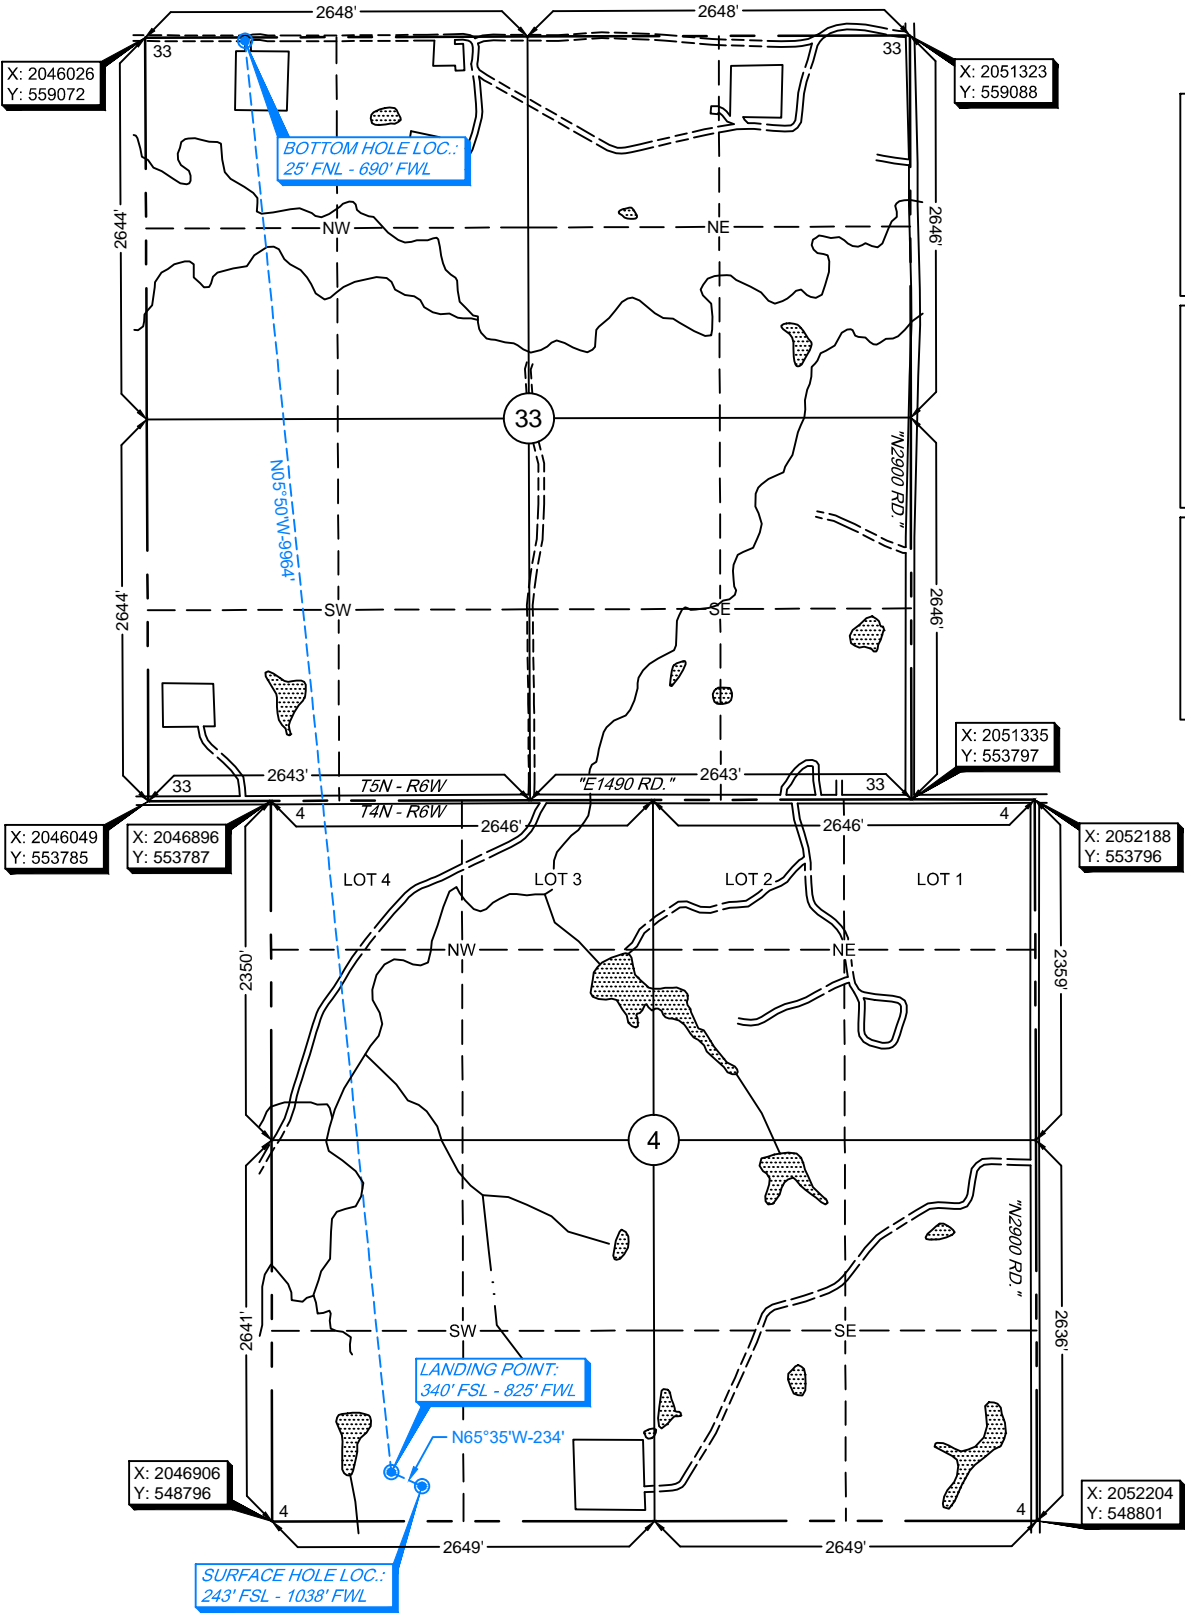 2648'
2648'
33
33
X: 2046026
Y: 559072
X: 2051323
Y: 559088
BOTTOM HOLE LOC.:
25' FNL - 690' FWL
2644'
NW
NE
2646'
33
"N2900 RD."
N05°50'W-9964'
2644'
SW
SE
2646'
X: 2051335
Y: 553797
33
2643'
T5N - R6W
"E1490 RD."
2643'
33
4
T4N - R6W
2646'
2646'
4
X: 2046049
Y: 553785
X: 2046896
Y: 553787
X: 2052188
Y: 553796
LOT 4
LOT 3
LOT 2
LOT 1
2350'
NW
NE
2359'
4
"N2900 RD."
2641'
SW
SE
2636'
LANDING POINT:
340' FSL - 825' FWL
N65°35'W-234'
X: 2046906
Y: 548796
4
4
X: 2052204
Y: 548801
2649'
2649'
SURFACE HOLE LOC.:
243' FSL - 1038' FWL